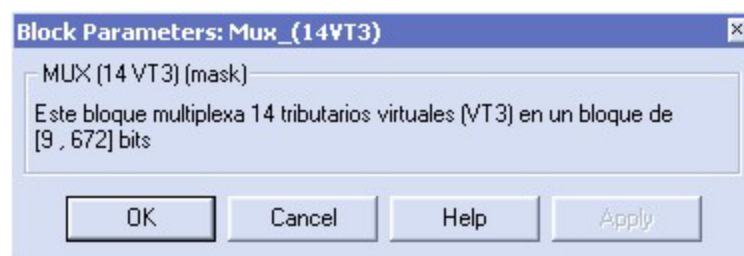 Block Parameters: Mux_(14VT3)
MUX (14 VT3) (mask)
Este bloque multiplexa 14 tributarios virtuales (VT3) en un bloque de
[9 , 672] bits
OK Cancel Help Apply